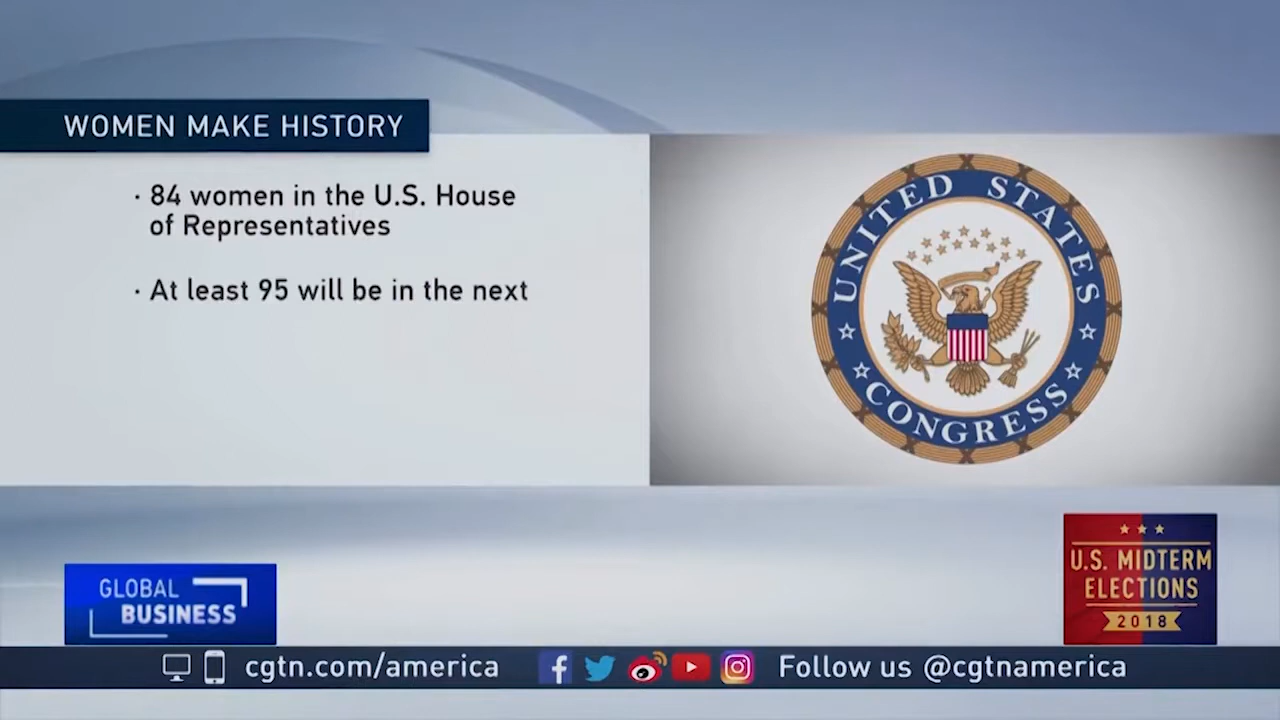 WOMEN MAKE HISTORY
· 84 women in the U.S. House
of Representatives
· At least 95 will be in the next
UNITED STATES
CONGRESS
U.S. MIDTERM
ELECTIONS
2018
GLOBAL
BUSINESS
cgtn.com/america
Follow us @cgtnamerica